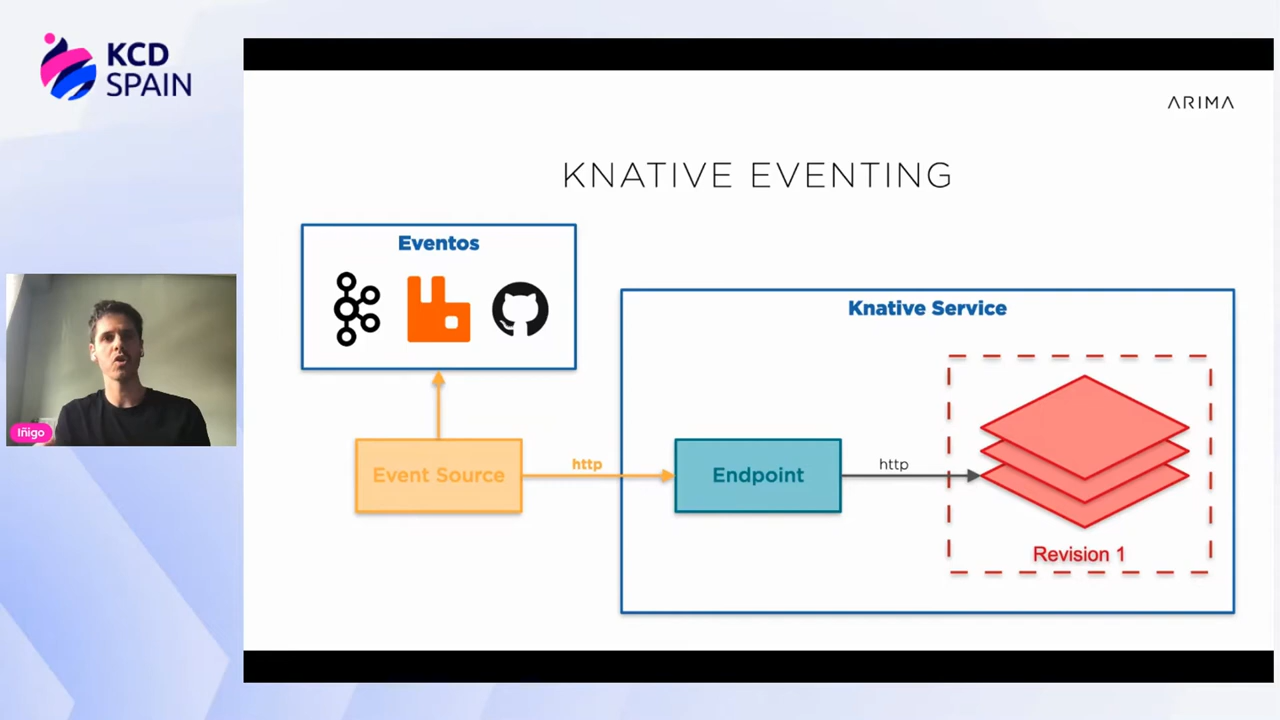 KCD
SPAIN
ARIMA
KNATIVE EVENTING
Eventos
Knative Service
Event Source
http
Endpoint
http
Revision 1
Iñigo